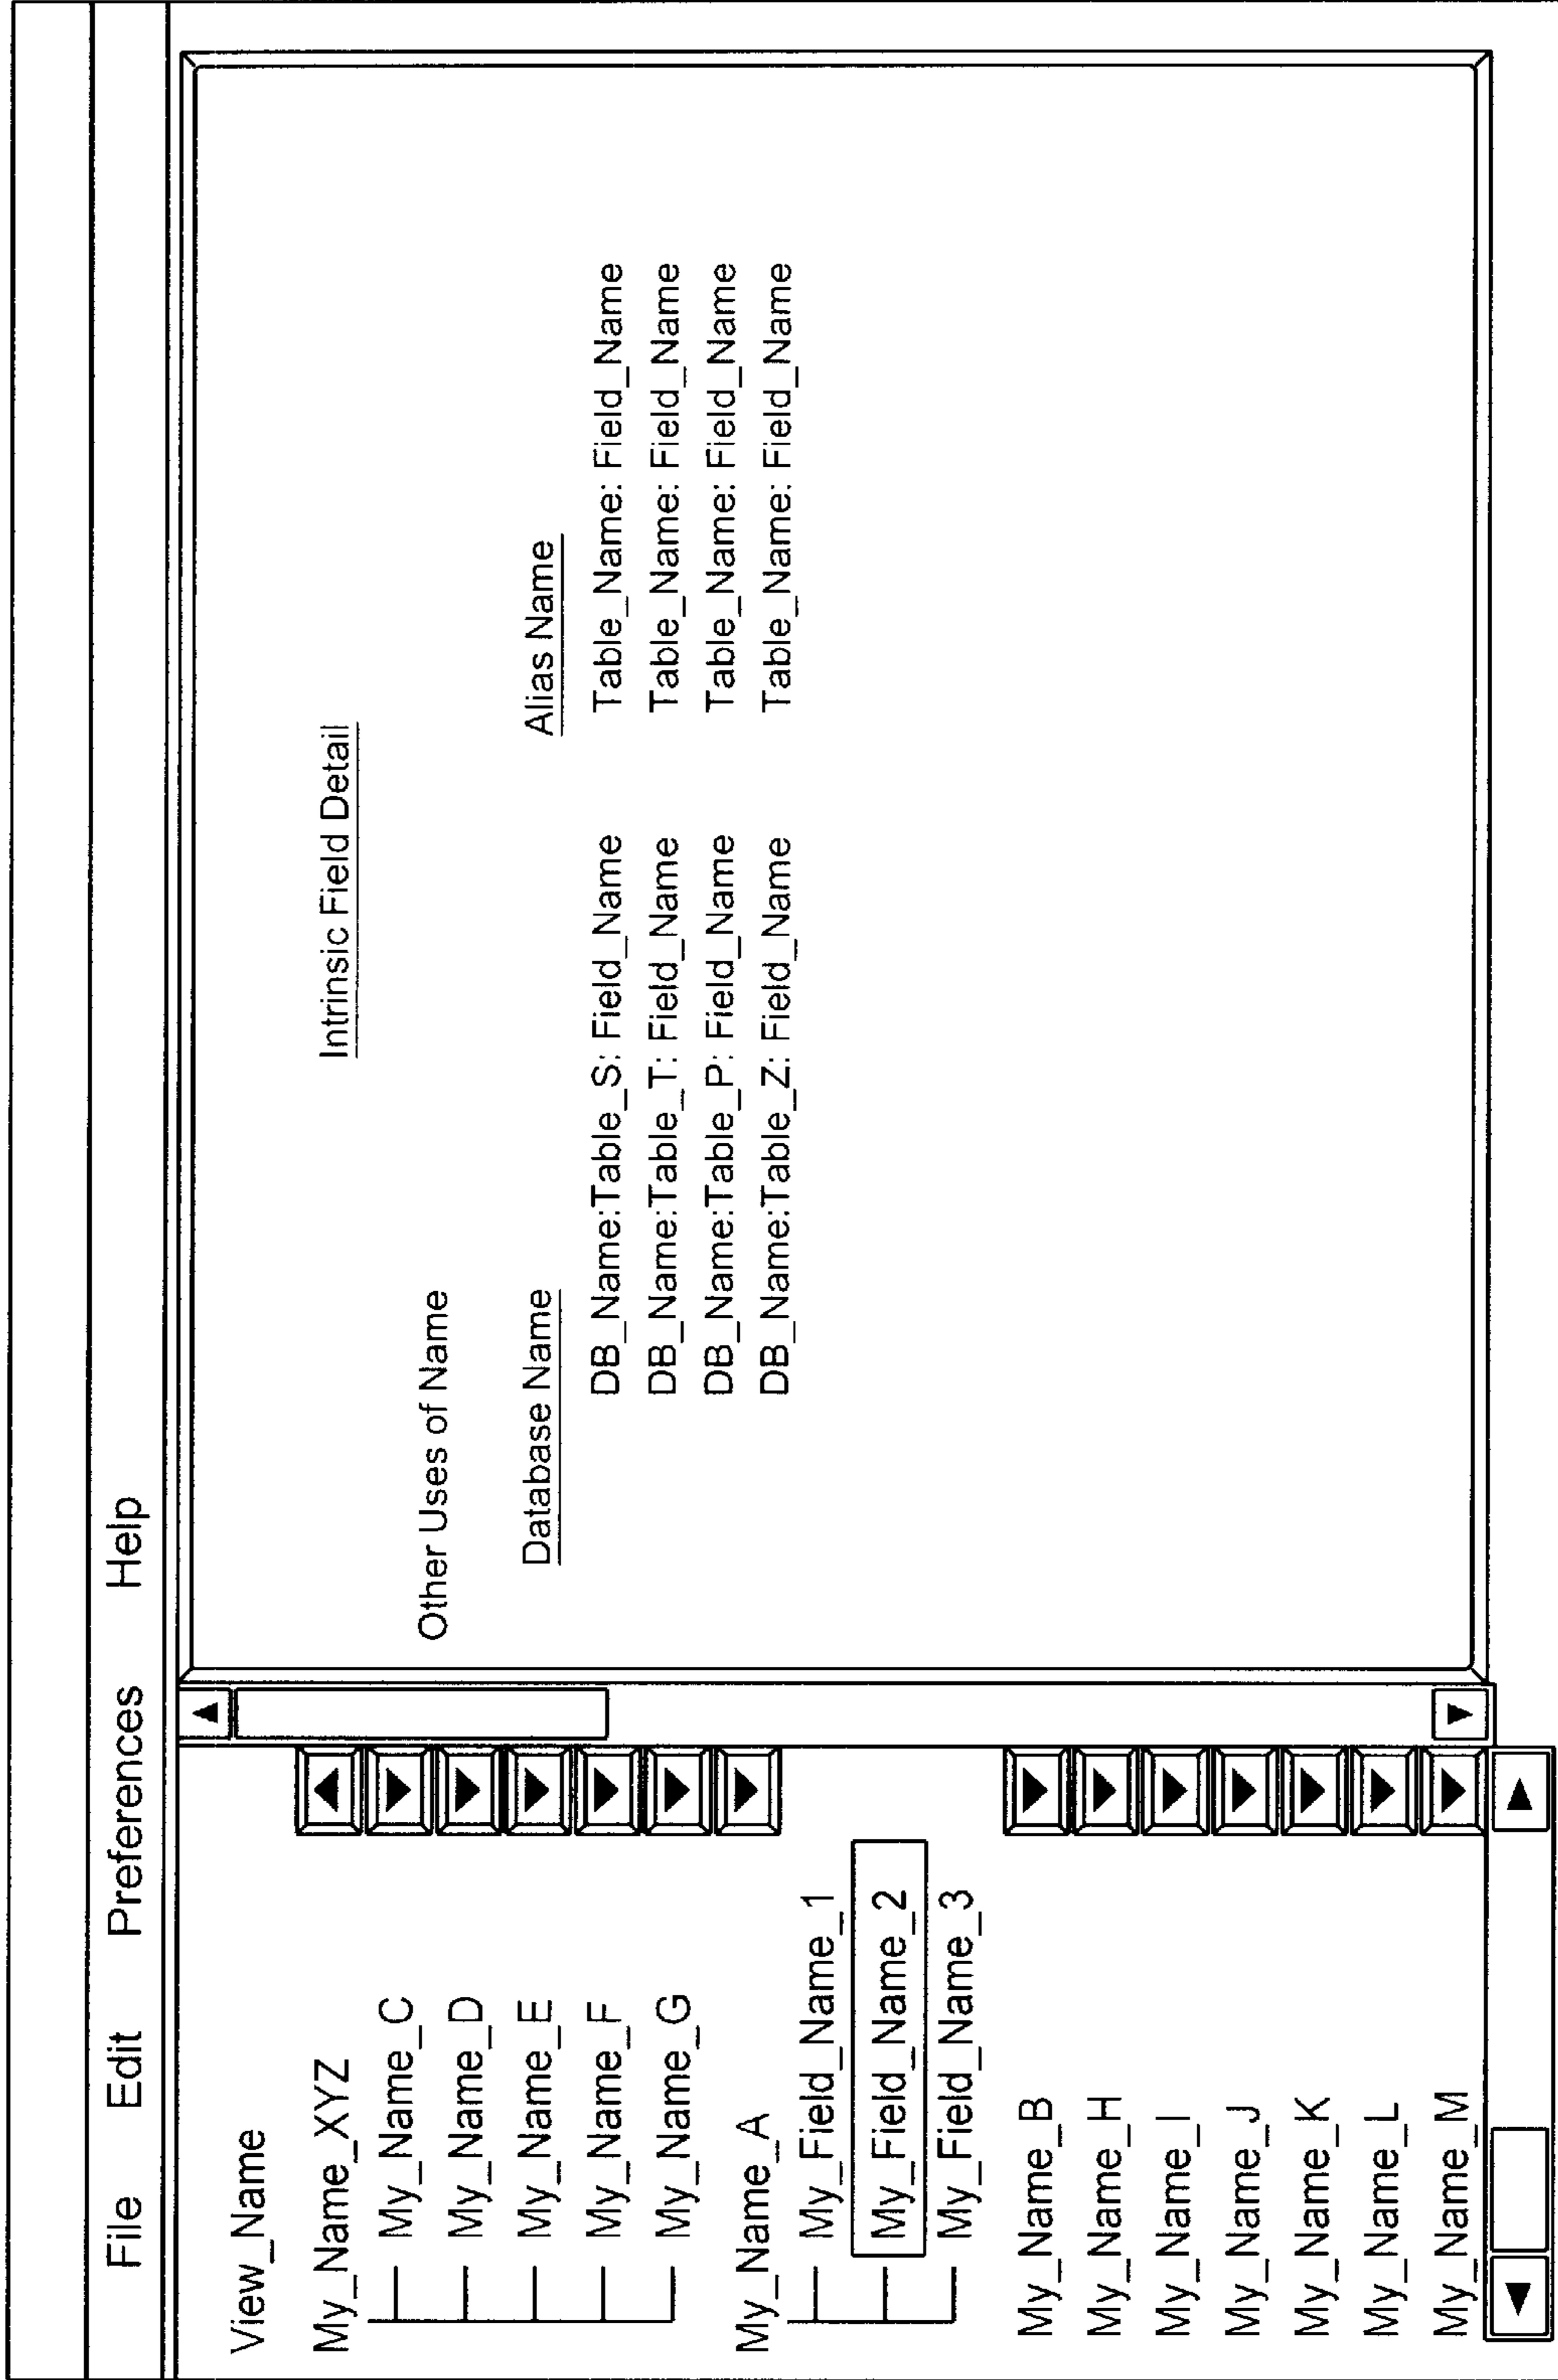 File Edit Preferences Help
View_Name
My_Name_XYZ
My_Name_C
My_Name_D
My_Name_E
My_Name_F
My_Name_G
My_Name_A
My_Field_Name_1
My_Field_Name_2
My_Field_Name_3
My_Name_B
My_Name_H
My_Name_I
My_Name_J
My_Name_K
My_Name_L
My_Name_M
Intrinsic Field Detail
Other Uses of Name
Database Name Alias Name
DB_Name:Table_S: Field_Name Table_Name: Field_Name
DB_Name:Table_T: Field_Name Table_Name: Field_Name
DB_Name:Table_P: Field_Name Table_Name: Field_Name
DB_Name:Table_Z: Field_Name Table_Name: Field_Name